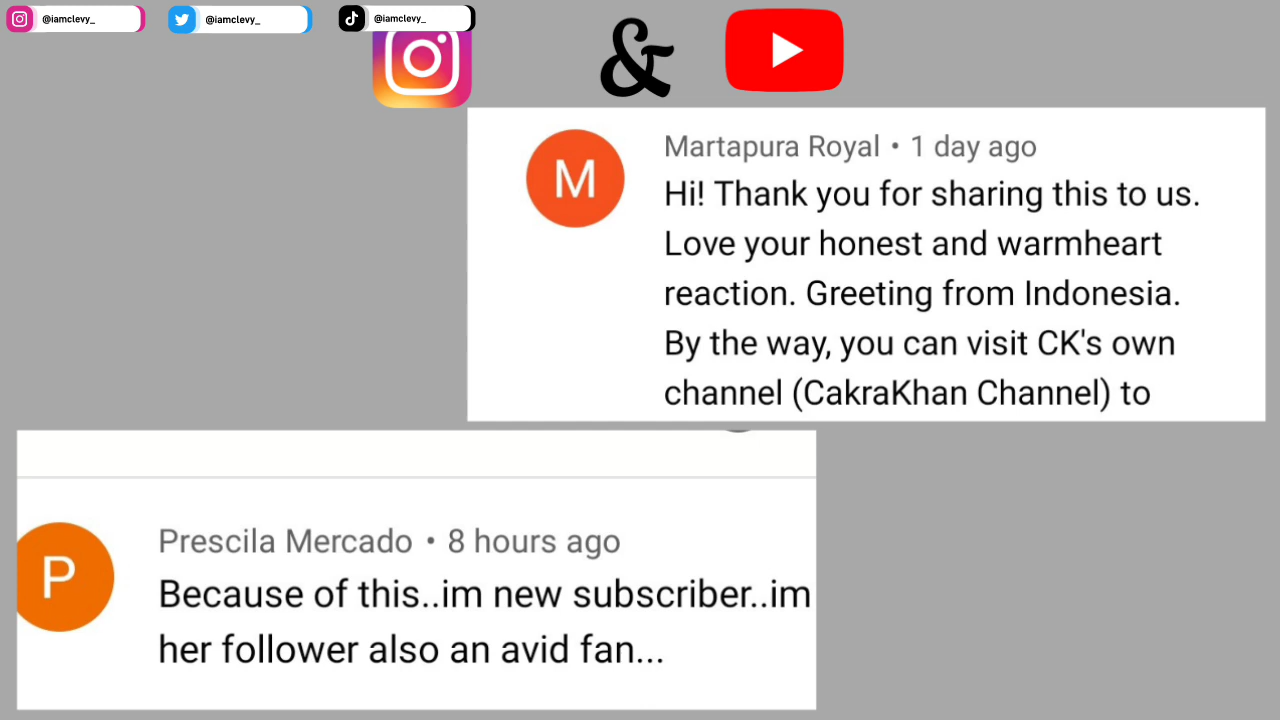 @iamclevy_
@iamclevy_
@iamclevy_
&
M
Martapura Royal • 1 day ago
Hi! Thank you for sharing this to us.
Love your honest and warmheart
reaction. Greeting from Indonesia.
By the way, you can visit CK's own
channel (CakraKhan Channel) to
P
Prescila Mercado • 8 hours ago
Because of this..im new subscriber..im
her follower also an avid fan...